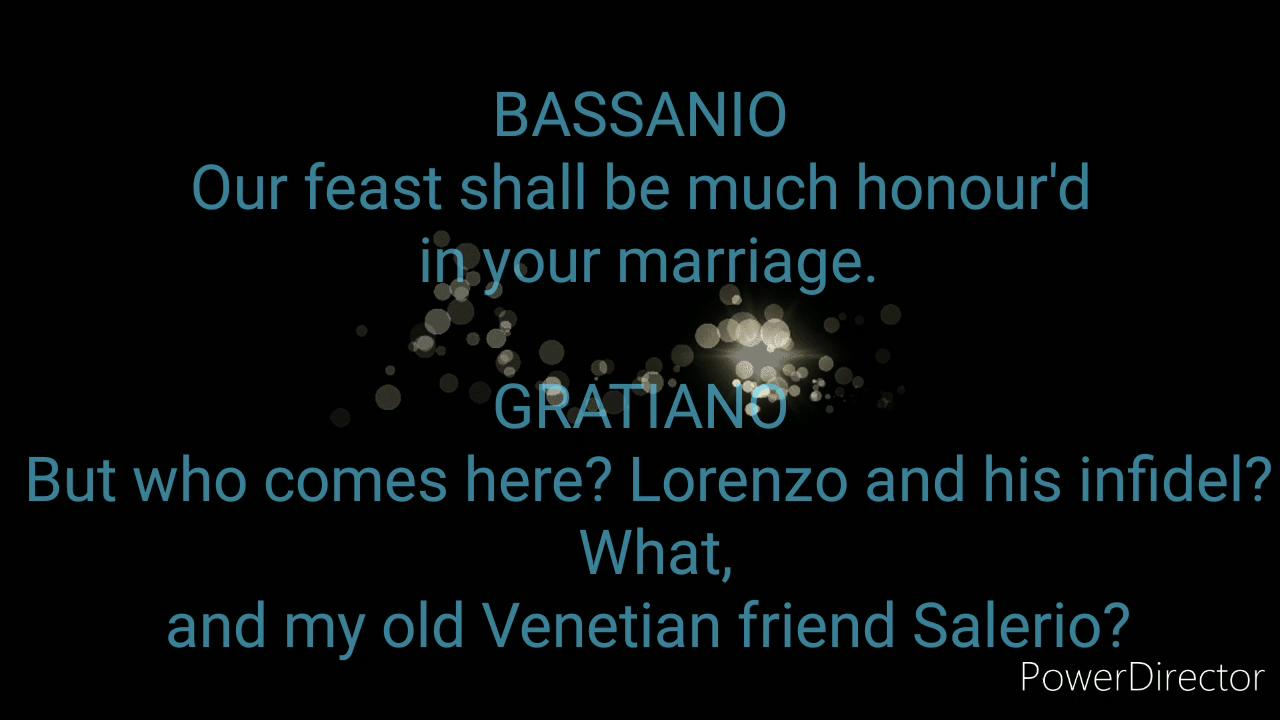 BASSANIO
Our feast shall be much honour'd
in your marriage.
GRATIANO
But who comes here? Lorenzo and his infidel?
What,
and my old Venetian friend Salerio?
PowerDirector